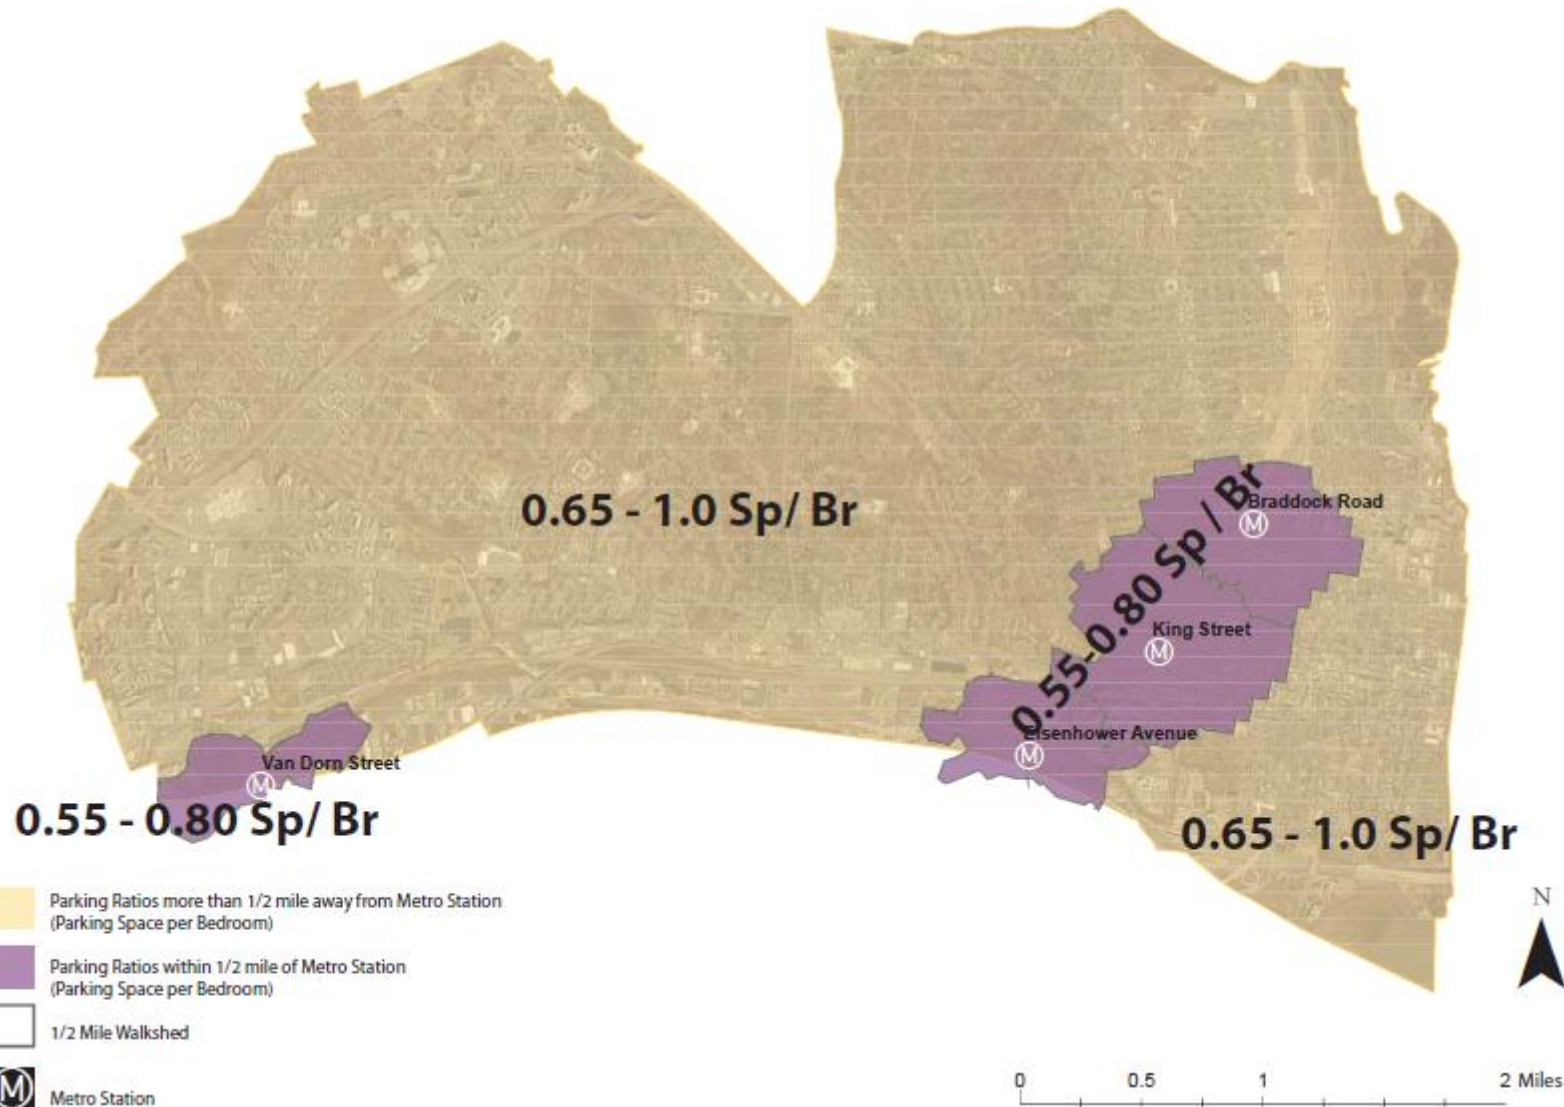 0.65 - 1.0 Sp/ Br
0.55-0.80 Sp / Br
Braddock Road
M
King Street
M
Eisenhower Avenue
M
Van Dorn Street
M
0.55 - 0.80 Sp/ Br
0.65 - 1.0 Sp/ Br
Parking Ratios more than 1/2 mile away from Metro Station
(Parking Space per Bedroom)
Parking Ratios within 1/2 mile of Metro Station
(Parking Space per Bedroom)
1/2 Mile Walkshed
M Metro Station
N
0 0.5 1 2 Miles